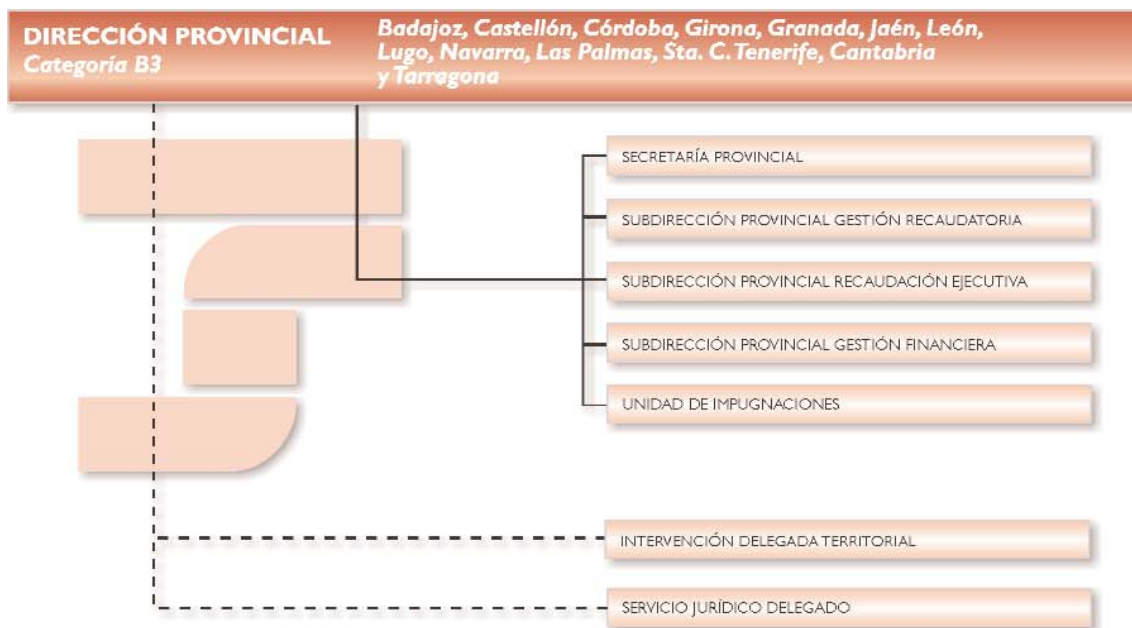 DIRECCIÓN PROVINCIAL
Categoría B3
Badajoz, Castellón, Córdoba, Girona, Granada, Jaén, León,
Lugo, Navarra, Las Palmas, Sta. C. Tenerife, Cantabria
y Tarragona
SECRETARÍA PROVINCIAL
SUBDIRECCIÓN PROVINCIAL GESTIÓN RECAUDATORIA
SUBDIRECCIÓN PROVINCIAL RECAUDACIÓN EJECUTIVA
SUBDIRECCIÓN PROVINCIAL GESTIÓN FINANCIERA
UNIDAD DE IMPUGNACIONES
INTERVENCIÓN DELEGADA TERRITORIAL
SERVICIO JURÍDICO DELEGADO